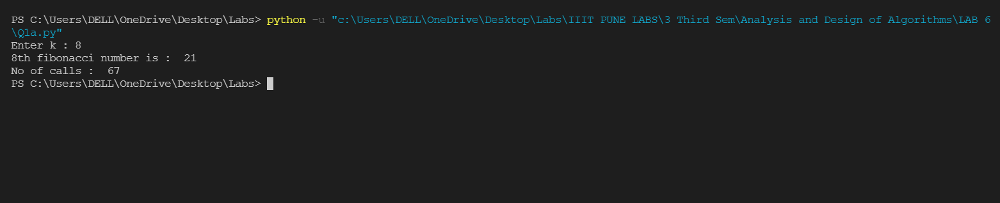 PS C:\Users\DELL\OneDrive\Desktop\Labs> python -u "c:\Users\DELL\OneDrive\Desktop\Labs\IIIT PUNE LABS\3 Third Sem\Analysis and Design of Algorithms\LAB 6
\Q1a.py"
Enter k : 8
8th fibonacci number is :  21
No of calls :  67
PS C:\Users\DELL\OneDrive\Desktop\Labs>